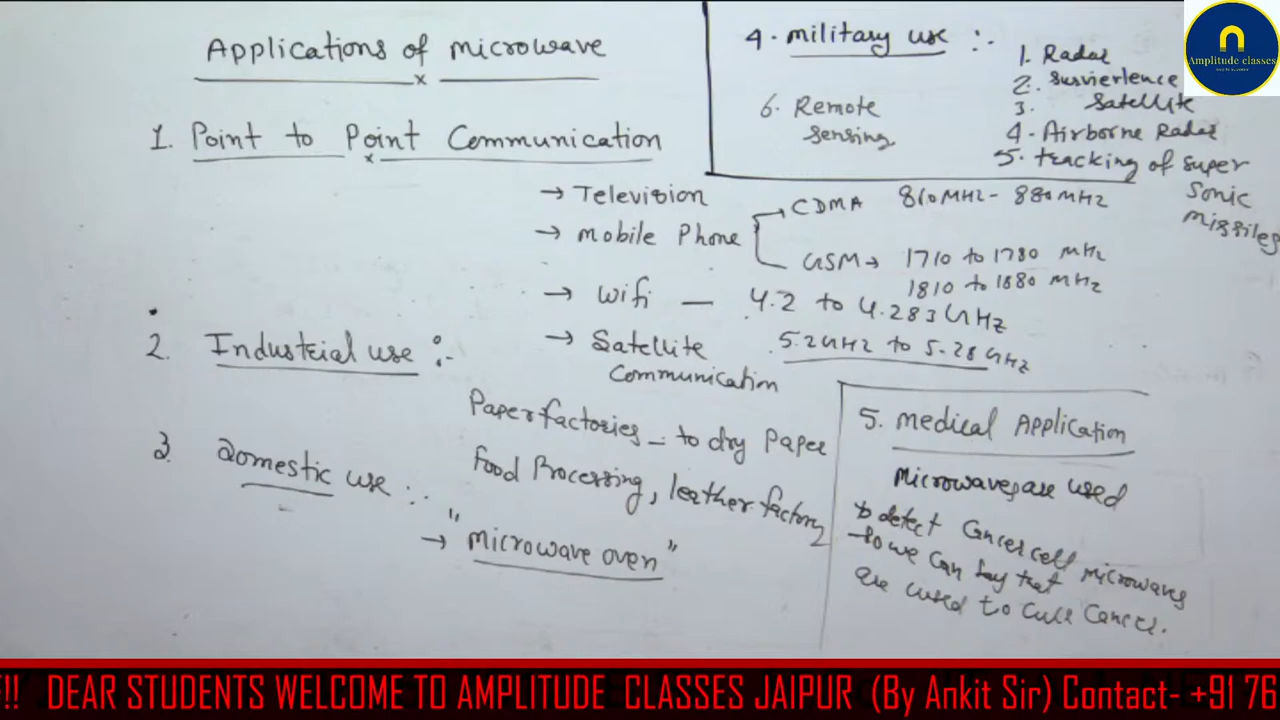 Applications of microwave
1. Point to Point Communication
→ Television
→ Mobile Phone
→ CDMA 810MHz - 880MHz
GSM → 1710 to 1780 MHz
1810 to 1880 MHz
→ Wifi — 4.2 to 4.283 GHz
5.2GHz to 5.28 GHz
→ Satellite
Communication
2. Industrial use :-
Paper factories - to dry Paper
Food Processing, leather factory
3. Domestic use :-
→ "Microwave oven"
4. military use :-
1. Radar
2. Survierlence
3. Satellite
4. Airborne Radar
5. tracking of super
Sonic
Missiles
6. Remote
Sensing
5. Medical Application
Microwaves are used
to detect Cancer cell microwaves
so we can say that
are used to cure Cancer.
Amplitude classes
!!! DEAR STUDENTS WELCOME TO AMPLITUDE CLASSES JAIPUR (By Ankit Sir) Contact- +91 76